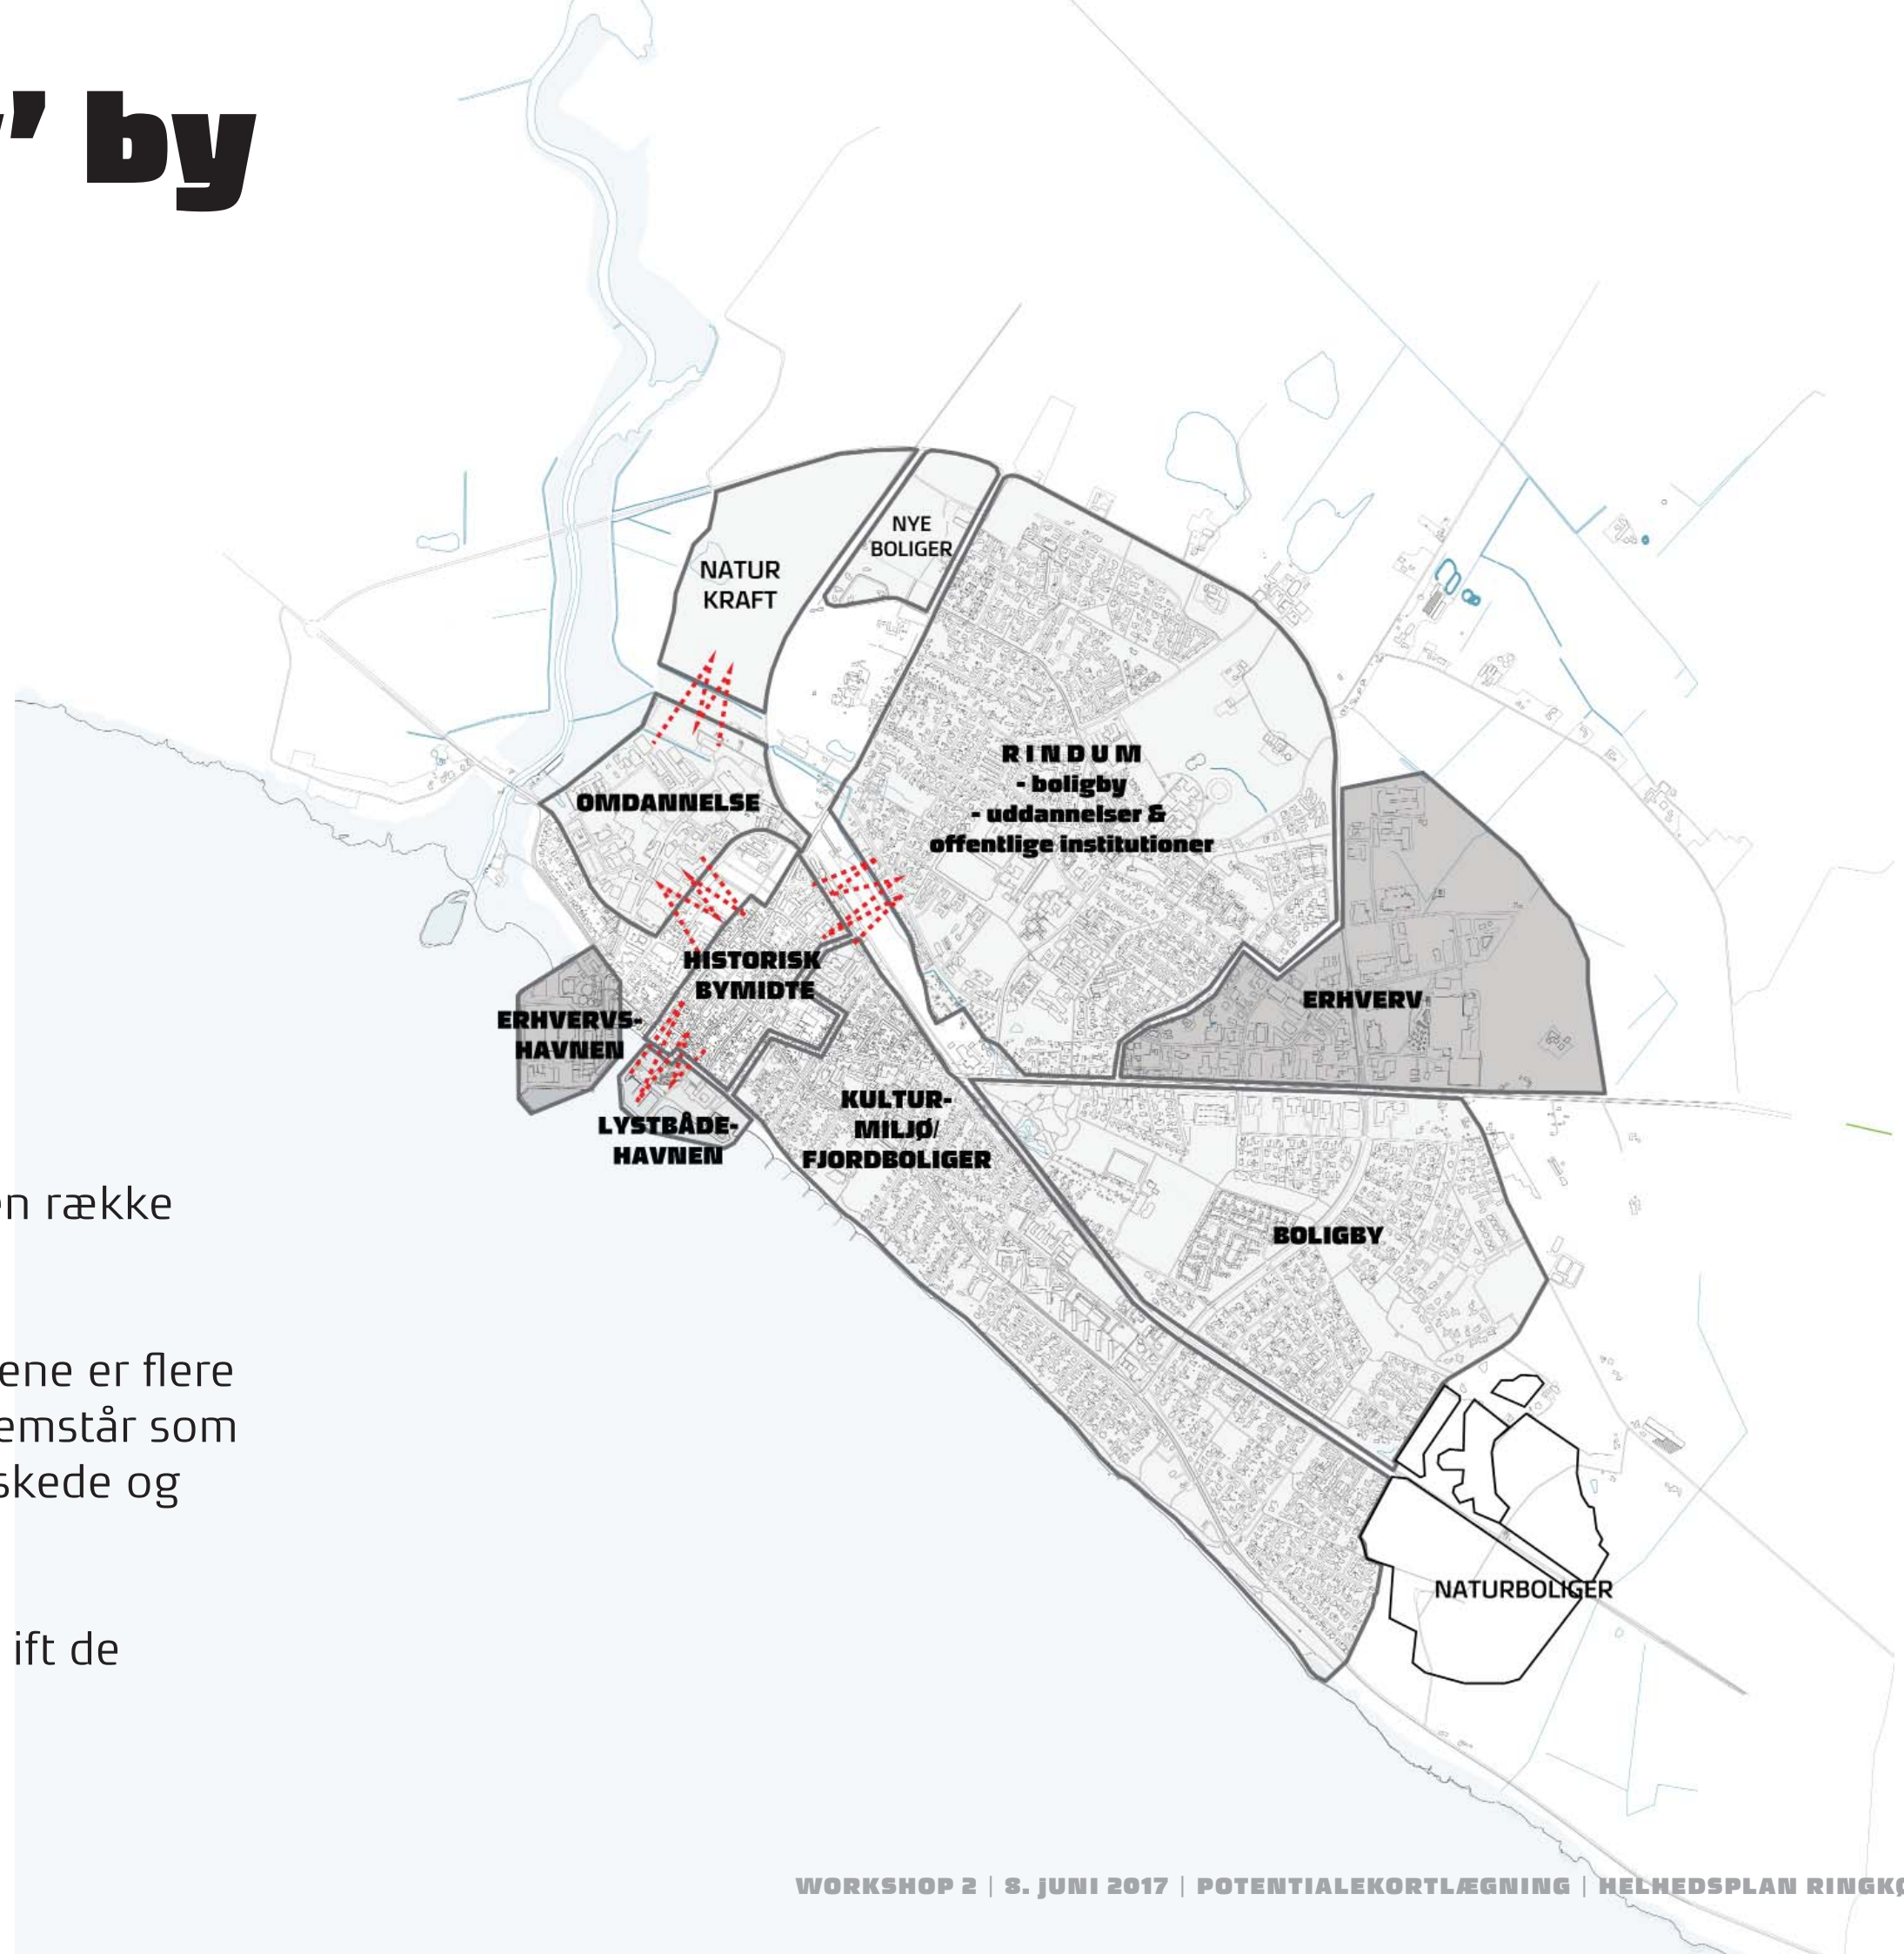 ’ by
en række
ene er flere
emstår som
skede og
ift de
NYE
BOLIGER
NATUR
KRAFT
RINDUM
- boligby
- uddannelser &
offentlige institutioner
OMDANNELSE
HISTORISK
BYMIDTE
ERHVERV
ERHVERVS-
HAVNEN
LYSTBÅDE-
HAVNEN
KULTUR-
MILJØ/
FJORDBOLIGER
BOLIGBY
NATURBOLIGER
WORKSHOP 2 | 8. JUNI 2017 | POTENTIALEKORTLÆGNING | HELHEDSPLAN RINGKØ